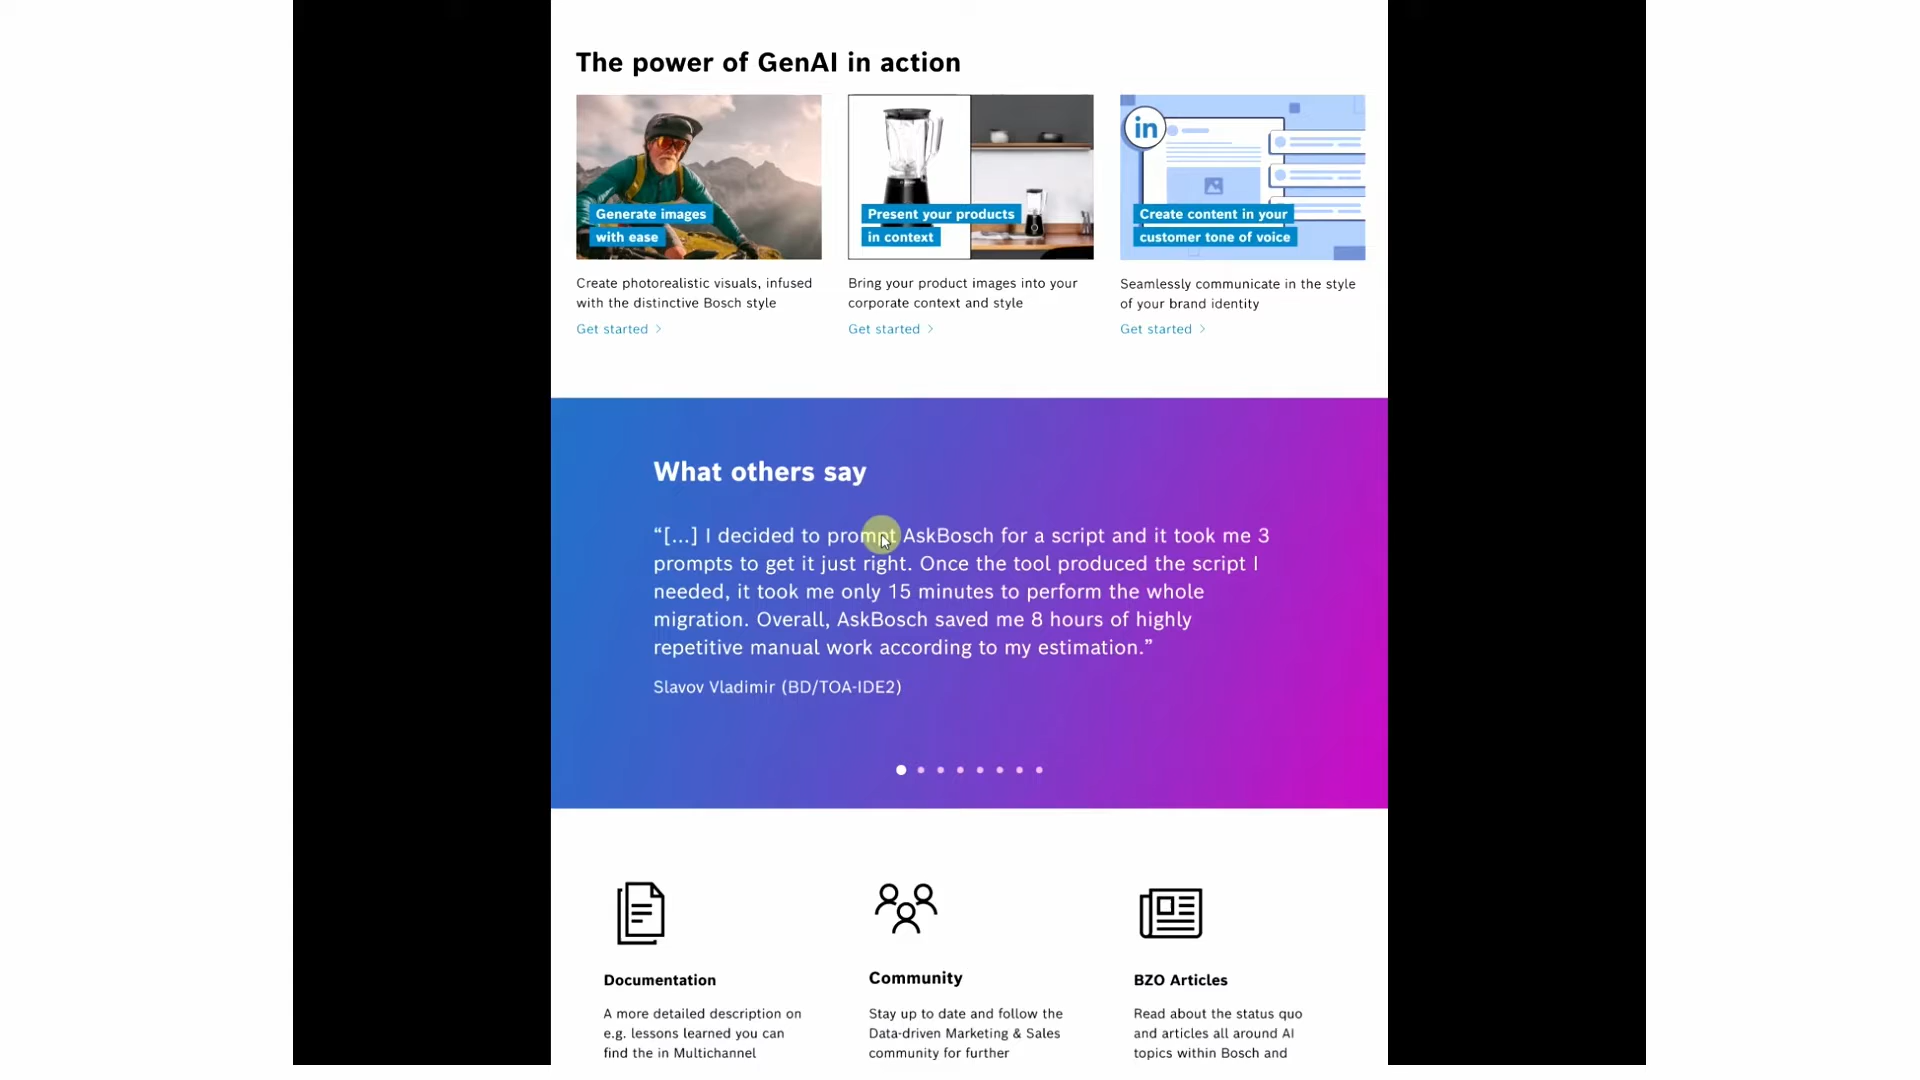 The power of GenAI in action
in
Generate images
with ease
Present your products
in context
Create content in your
customer tone of voice
Create photorealistic visuals, infused
with the distinctive Bosch style
Get started
Bring your product images into your
corporate context and style
Get started
Seamlessly communicate in the style
of your brand identity
Get started
What others say
“[...] I decided to prompt AskBosch for a script and it took me 3
prompts to get it just right. Once the tool produced the script I
needed, it took me only 15 minutes to perform the whole
migration. Overall, AskBosch saved me 8 hours of highly
repetitive manual work according to my estimation.”
Slavov Vladimir (BD/TOA-IDE2)
Documentation
A more detailed description on
e.g. lessons learned you can
find the in Multichannel
Community
Stay up to date and follow the
Data-driven Marketing & Sales
community for further
BZO Articles
Read about the status quo
and articles all around AI
topics within Bosch and